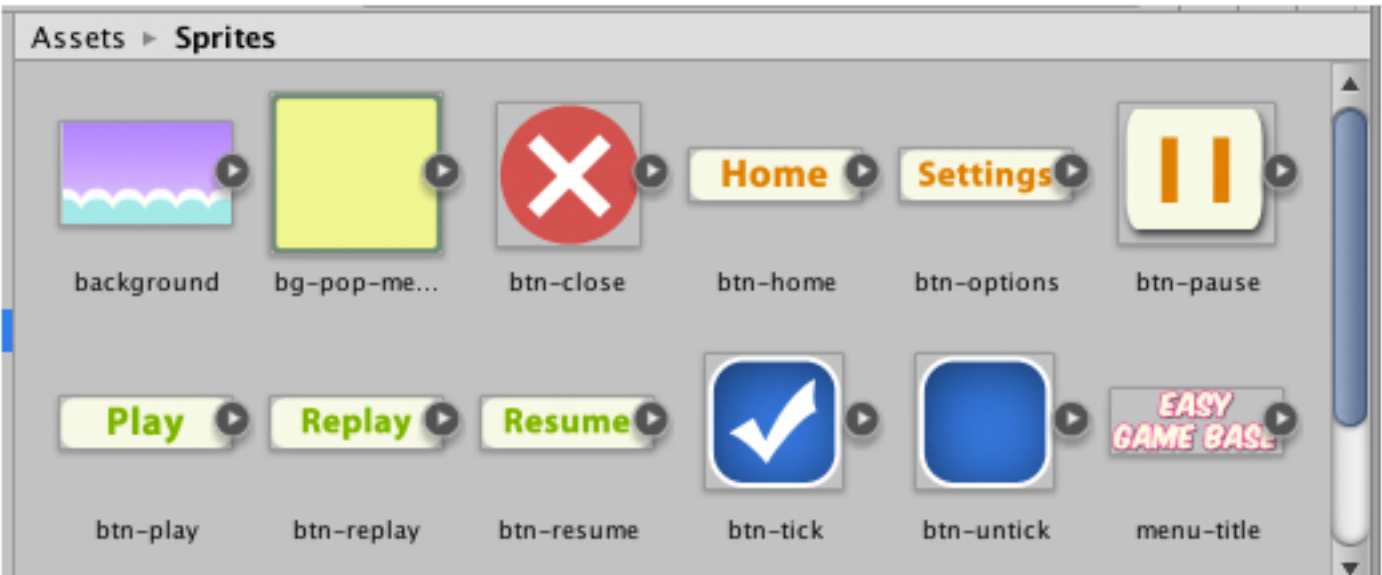 Assets ▸ Sprites
Home
Settings
background
bg-pop-me...
btn-close
btn-home
btn-options
btn-pause
Play
Replay
Resume
EASY
GAME BASE
btn-play
btn-replay
btn-resume
btn-tick
btn-untick
menu-title